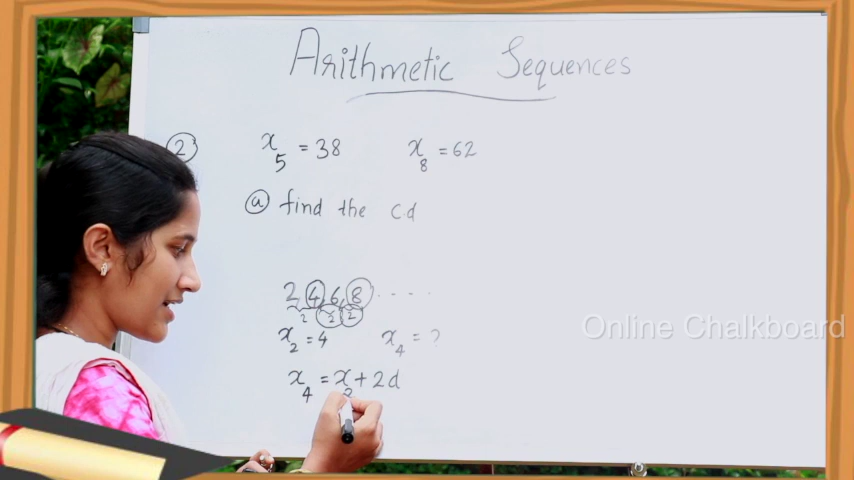 Arithmetic Sequences
2 x5 = 38 x8 = 62
a find the c.d
2, 4, 6, 8 ....
2 2 2
x2 = 4 x4 = ?
x4 = x2 + 2d
Online Chalkboard